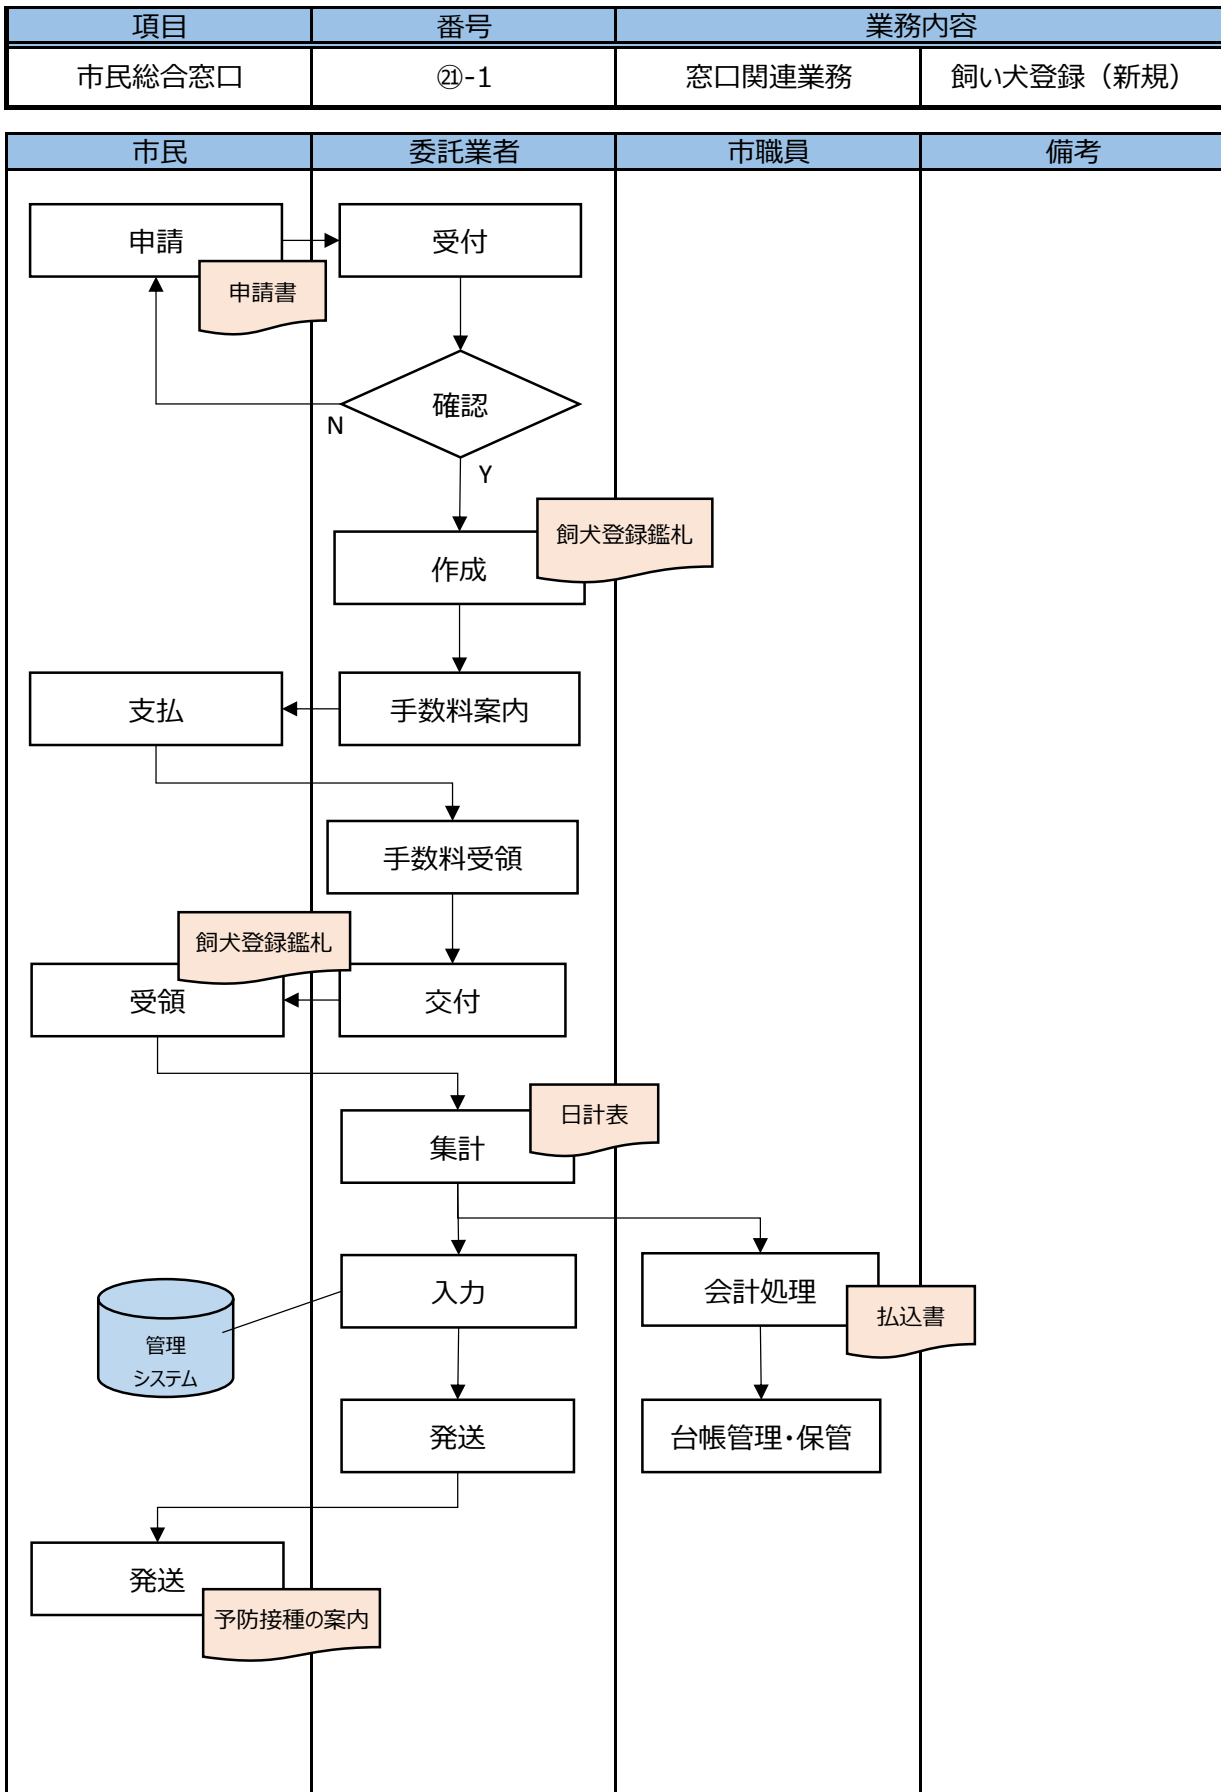 項目 番号 業務内容
市民総合窓口 ㉑-1 窓口関連業務 飼い犬登録（新規）
市民 委託業者 市職員 備考
申請 受付
申請書
確認
N
Y
飼犬登録鑑札
作成
支払 手数料案内
手数料受領
飼犬登録鑑札
受領 交付
日計表
集計
入力 会計処理
払込書
管理
システム
発送 台帳管理・保管
発送
予防接種の案内